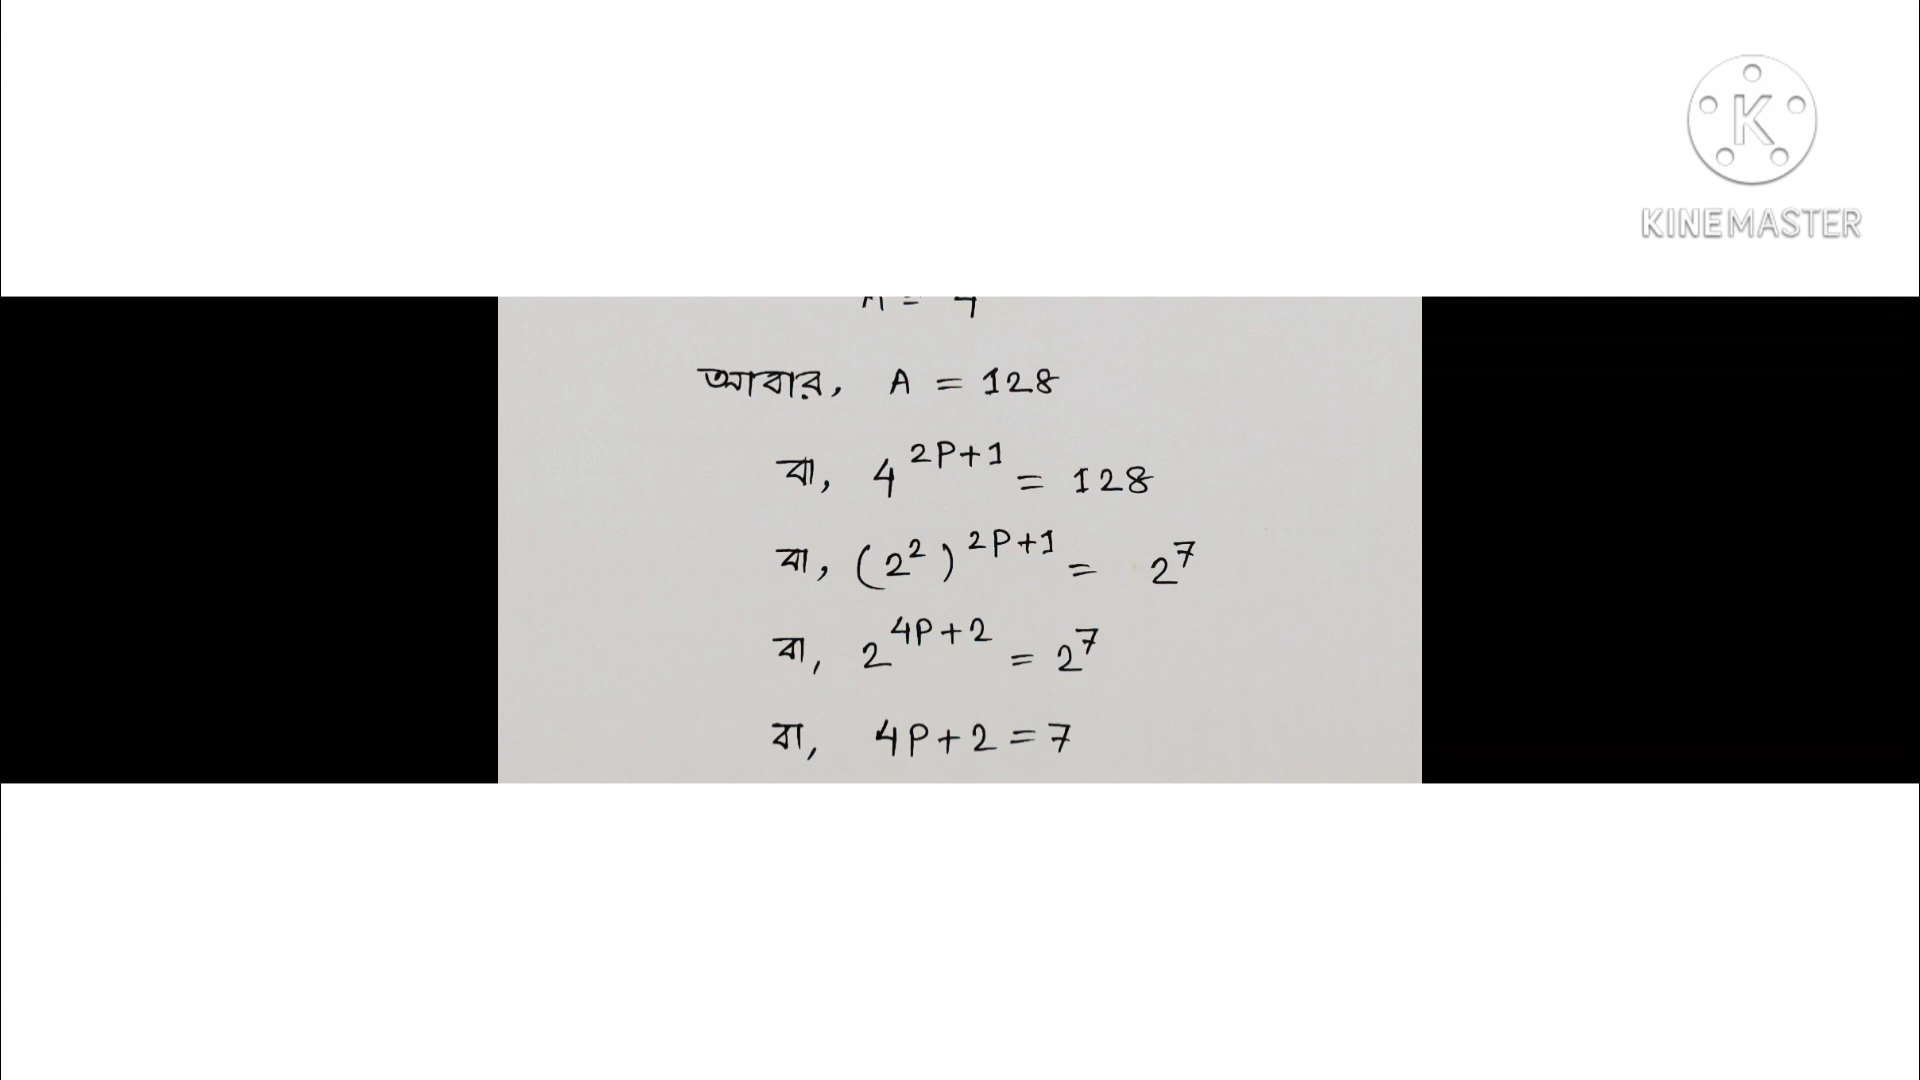 KINEMASTER
আবার, A = 128
বা, 4^{2P+1} = 128
বা, (2^2)^{2P+1} = 2^7
বা, 2^{4P+2} = 2^7
বা, 4P+2=7